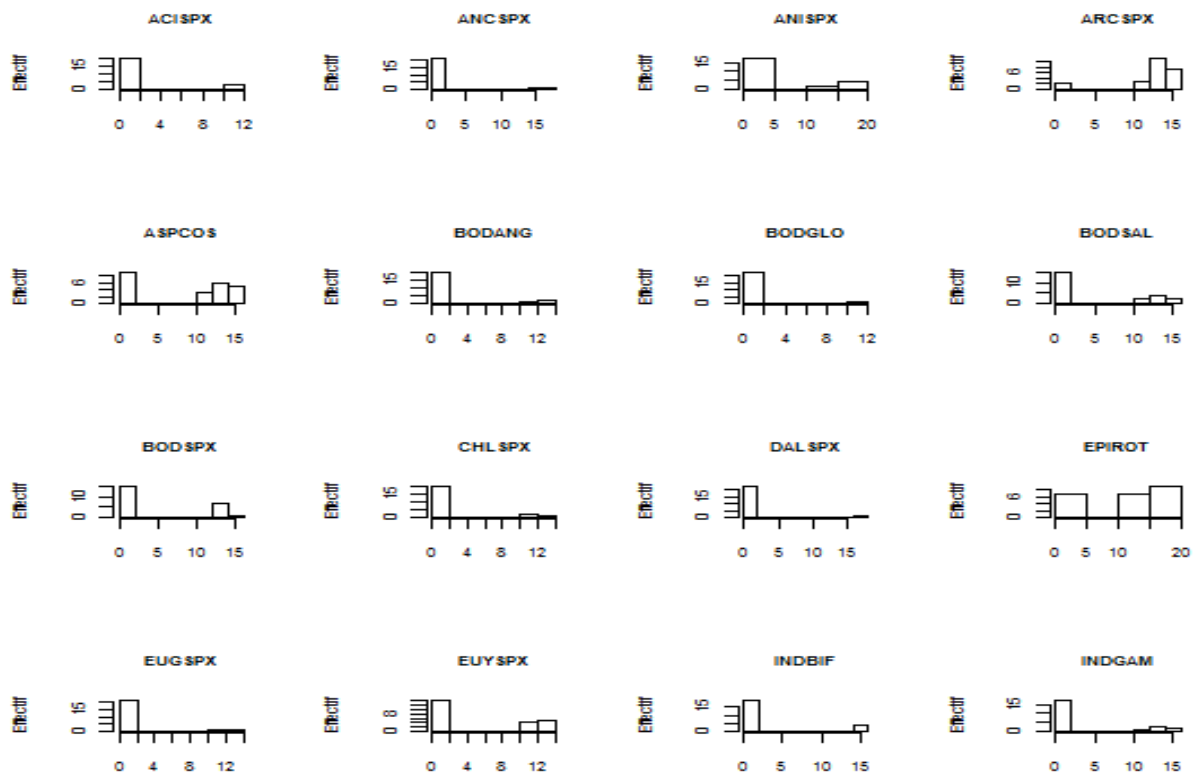 ACISPX ANCSPX ANISPX ARCSPX
Effectif 0 15 Effectif 0 15 Effectif 0 15 Effectif 0 6
0 4 8 12 0 5 10 15 0 5 10 20 0 5 10 15
ASPCOS BODANG BODGLO BODSAL
Effectif 0 6 Effectif 0 15 Effectif 0 15 Effectif 0 10
0 5 10 15 0 4 8 12 0 4 8 12 0 5 10 15
BODSPX CHLSPX DALSPX EPIROT
Effectif 0 10 Effectif 0 15 Effectif 0 15 Effectif 0 6
0 5 10 15 0 4 8 12 0 5 10 15 0 5 10 20
EUGSPX EUYSPX INDBIF INDGAM
Effectif 0 15 Effectif 0 8 Effectif 0 15 Effectif 0 15
0 4 8 12 0 4 8 12 0 5 10 15 0 5 10 15